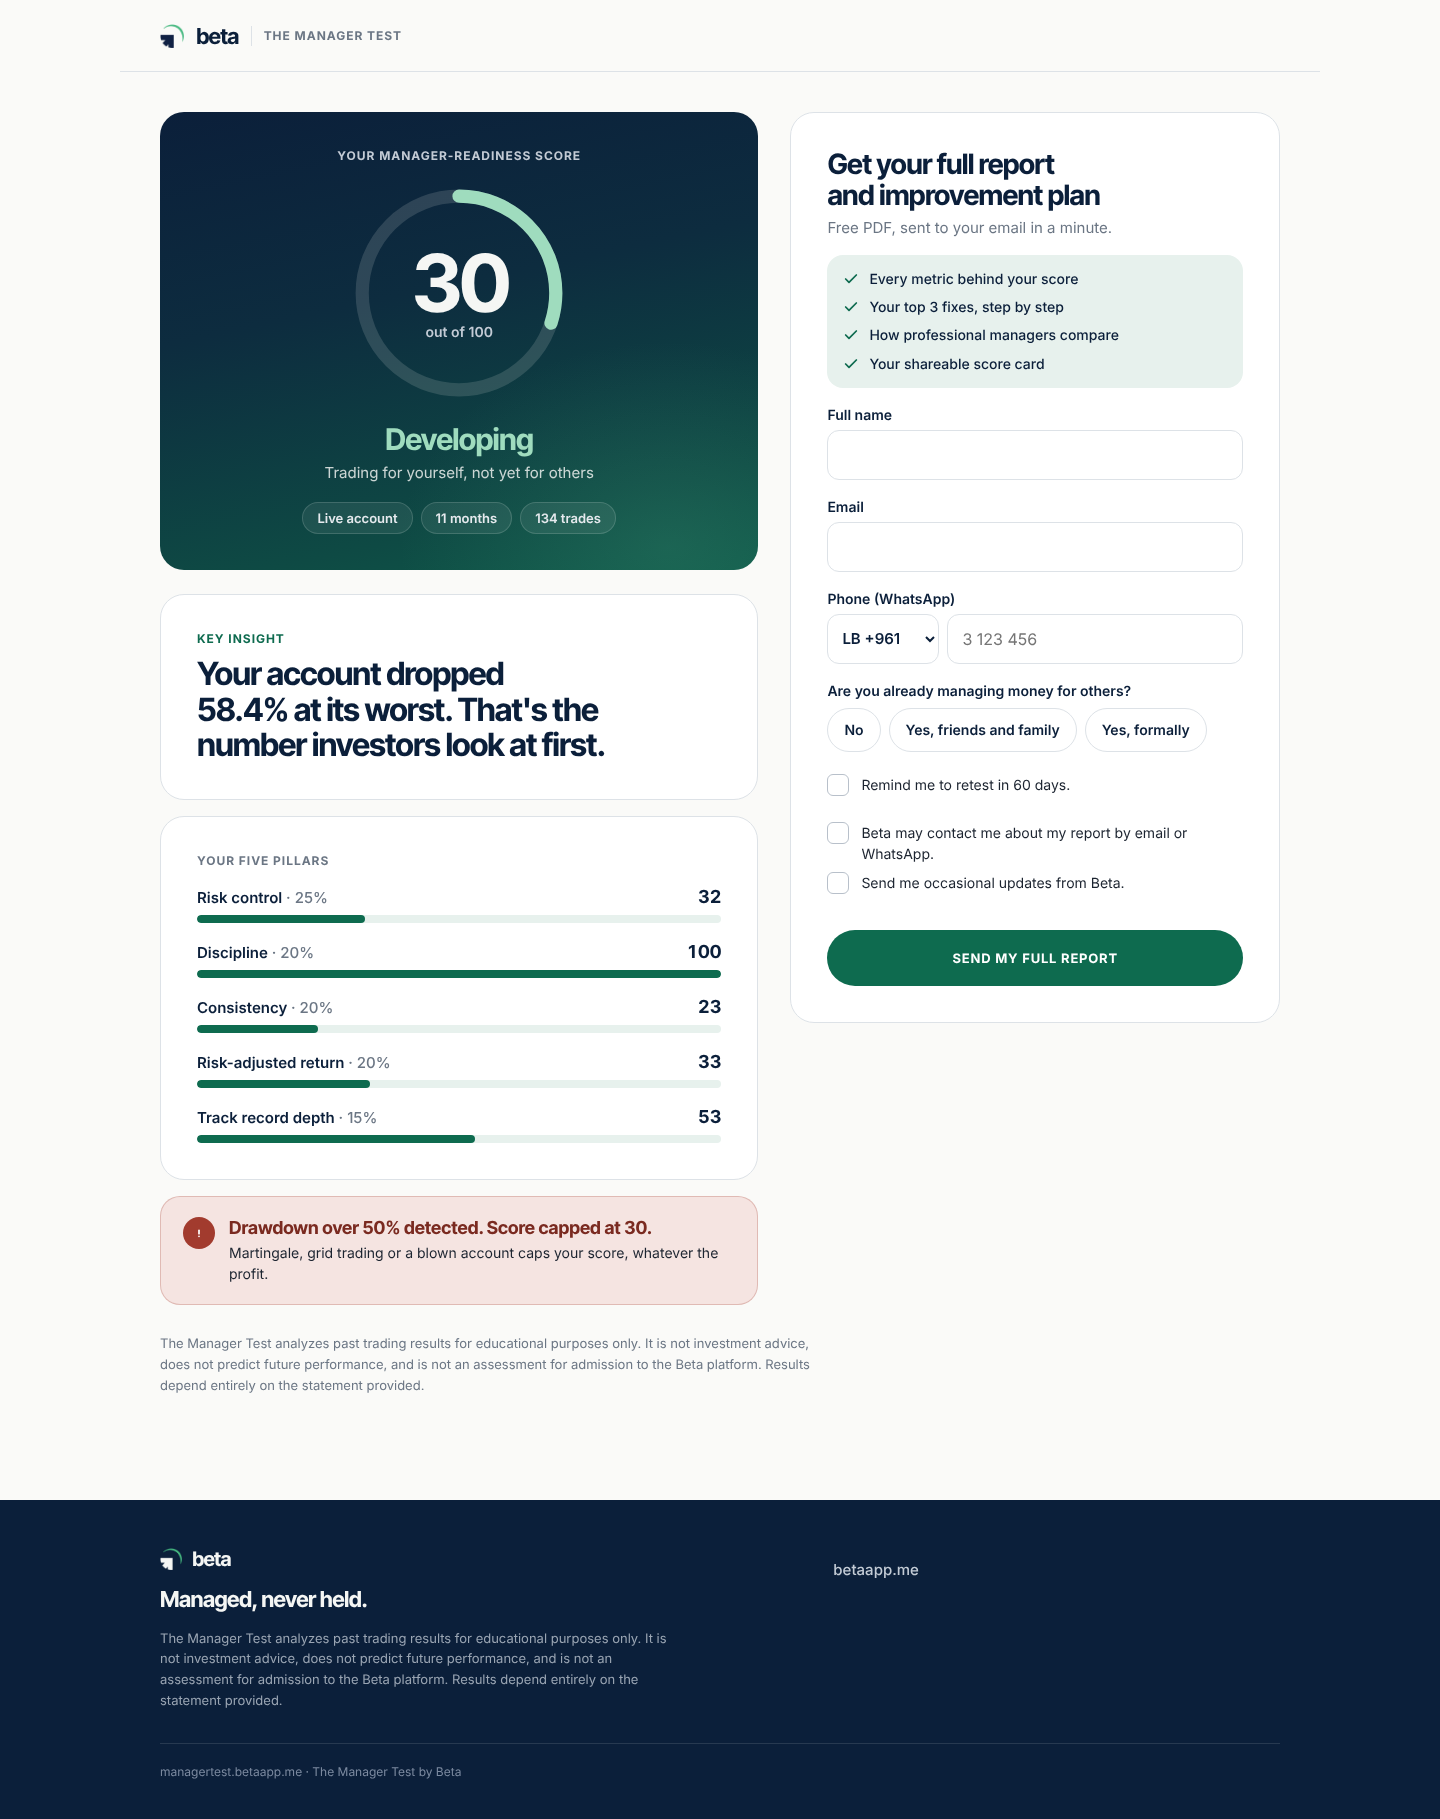 beta
THE MANAGER TEST
YOUR MANAGER-READINESS SCORE
30
out of 100
Developing
Trading for yourself, not yet for others
Live account
11 months
134 trades
KEY INSIGHT
Your account dropped
58.4% at its worst. That's the
number investors look at first.
YOUR FIVE PILLARS
Risk control · 25%
32
Discipline · 20%
100
Consistency · 20%
23
Risk-adjusted return · 20%
33
Track record depth · 15%
53
!
Drawdown over 50% detected. Score capped at 30.
Martingale, grid trading or a blown account caps your score, whatever the
profit.
Get your full report
and improvement plan
Free PDF, sent to your email in a minute.
Every metric behind your score
Your top 3 fixes, step by step
How professional managers compare
Your shareable score card
Full name
Email
Phone (WhatsApp)
LB +961
3 123 456
Are you already managing money for others?
No
Yes, friends and family
Yes, formally
Remind me to retest in 60 days.
Beta may contact me about my report by email or
WhatsApp.
Send me occasional updates from Beta.
SEND MY FULL REPORT
The Manager Test analyzes past trading results for educational purposes only. It is not investment advice,
does not predict future performance, and is not an assessment for admission to the Beta platform. Results
depend entirely on the statement provided.
beta
Managed, never held.
The Manager Test analyzes past trading results for educational purposes only. It is
not investment advice, does not predict future performance, and is not an
assessment for admission to the Beta platform. Results depend entirely on the
statement provided.
betaapp.me
managertest.betaapp.me · The Manager Test by Beta